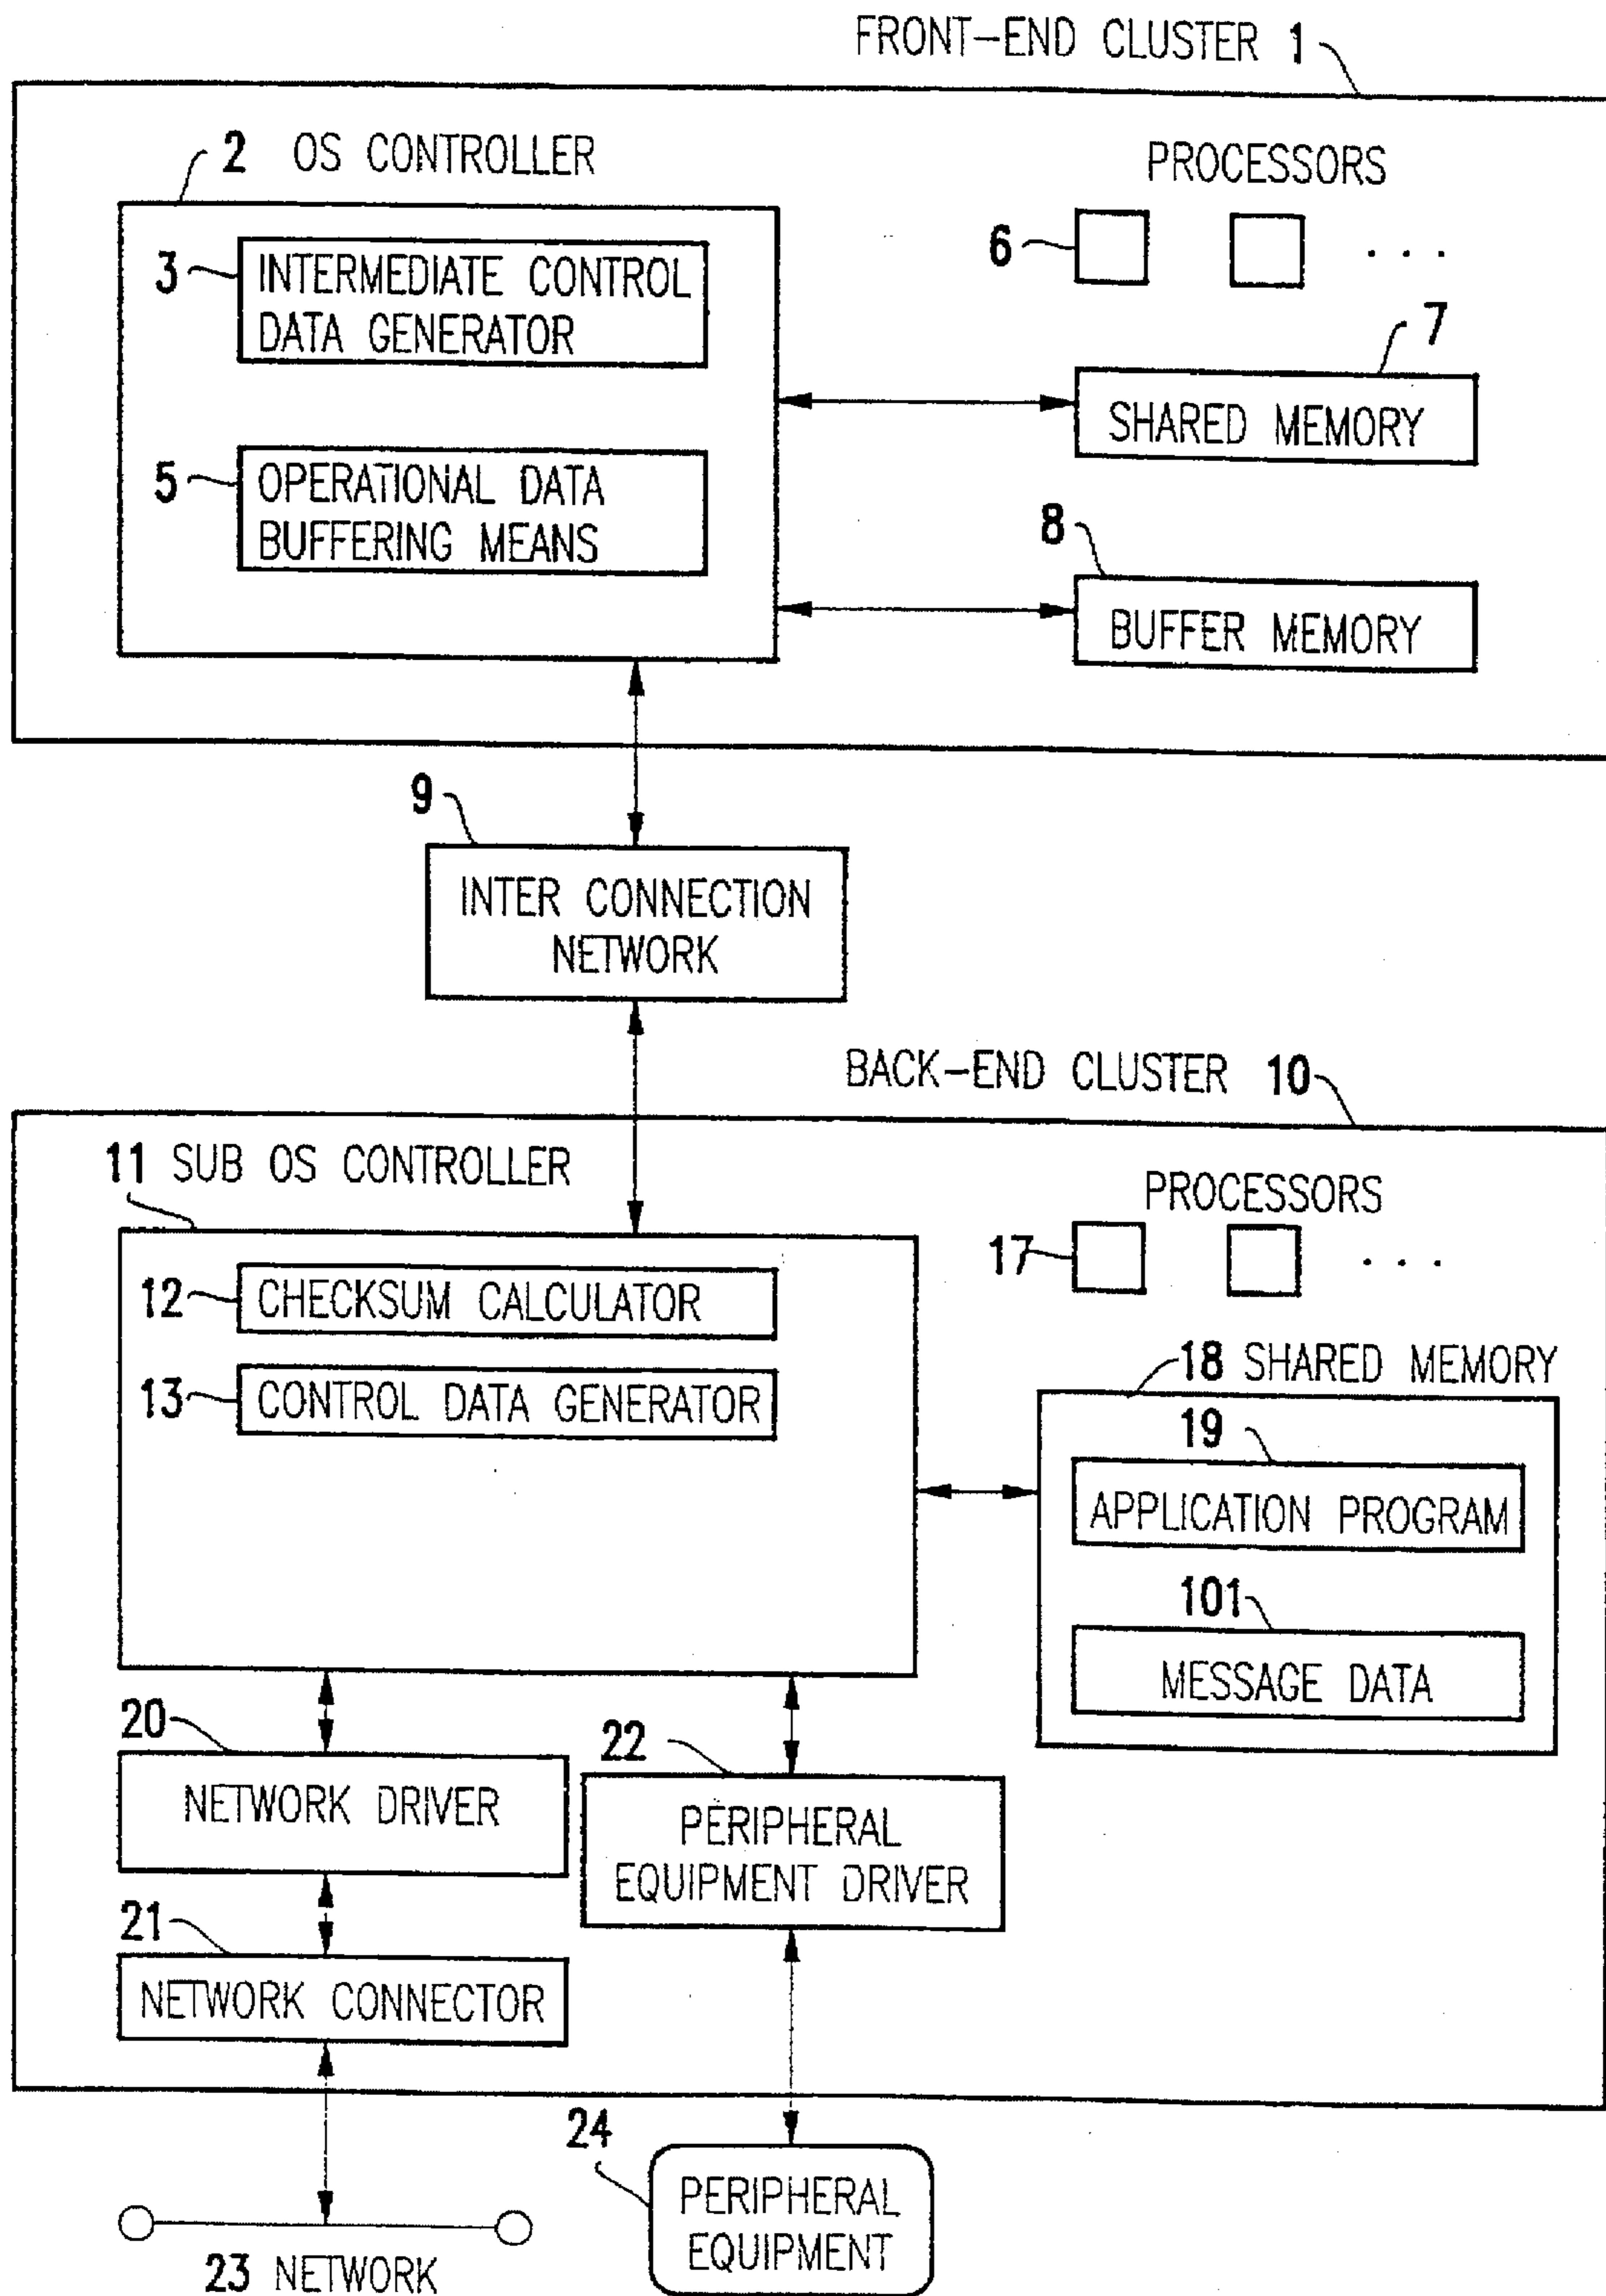 FRONT-END CLUSTER 1
2 OS CONTROLLER
PROCESSORS
3
INTERMEDIATE CONTROL
DATA GENERATOR
6
. . .
7
SHARED MEMORY
5
OPERATIONAL DATA
BUFFERING MEANS
8
BUFFER MEMORY
9
INTER CONNECTION
NETWORK
BACK-END CLUSTER 10
11 SUB OS CONTROLLER
PROCESSORS
12
CHECKSUM CALCULATOR
17
. . .
13
CONTROL DATA GENERATOR
18 SHARED MEMORY
19
APPLICATION PROGRAM
101
MESSAGE DATA
20
NETWORK DRIVER
22
PERIPHERAL
EQUIPMENT DRIVER
21
NETWORK CONNECTOR
24
PERIPHERAL
EQUIPMENT
23 NETWORK